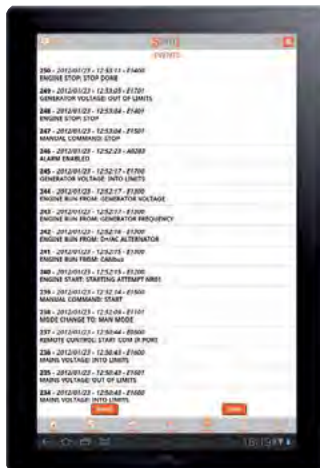 EVENTS
250 - 2012/01/23 - 12:53:11 - E1400
ENGINE STOP: STOP DONE
249 - 2012/01/23 - 12:53:05 - E1701
GENERATOR VOLTAGE: OUT OF LIMITS
248 - 2012/01/23 - 12:53:04 - E1401
ENGINE STOP: STOP
247 - 2012/01/23 - 12:53:04 - E1501
MANUAL COMMAND: STOP
246 - 2012/01/23 - 12:52:23 - A0283
ALARM ENABLED
245 - 2012/01/23 - 12:52:17 - E1700
GENERATOR VOLTAGE: INTO LIMITS
244 - 2012/01/23 - 12:52:17 - E1300
ENGINE RUN FROM: GENERATOR VOLTAGE
243 - 2012/01/23 - 12:52:17 - E1300
ENGINE RUN FROM: GENERATOR FREQUENCY
242 - 2012/01/23 - 12:52:16 - E1300
ENGINE RUN FROM: D+/AC ALTERNATOR
241 - 2012/01/23 - 12:52:15 - E1300
ENGINE RUN FROM: CANbus
240 - 2012/01/23 - 12:52:15 - E1200
ENGINE START: STARTING ATTEMPT NR01
239 - 2012/01/23 - 12:52:14 - E1500
MANUAL COMMAND: START
238 - 2012/01/23 - 12:52:09 - E1101
MODE CHANGE TO: MAN MODE
237 - 2012/01/23 - 12:50:44 - E0800
REMOTE CONTROL: START COM IR PORT
236 - 2012/01/23 - 12:50:43 - E1600
MAINS VOLTAGE: INTO LIMITS
235 - 2012/01/23 - 12:50:43 - E1601
MAINS VOLTAGE: OUT OF LIMITS
234 - 2012/01/23 - 12:50:43 - E1600
MAINS VOLTAGE: INTO LIMITS
18:19